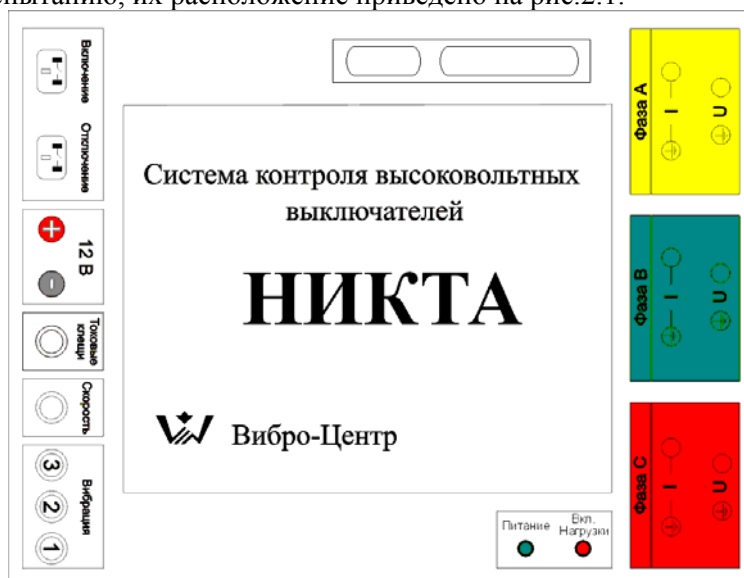 пытанию, их расположение приведено на рис.2.1.
Включение
Отключение
12 В
Токовые
клещи
Скорость
Вибрация
3
2
1
Система контроля высоковольтных
выключателей
НИКТА
Вибро-Центр
Питание
Вкл.
Нагрузки
Фаза А
I
U
Фаза В
I
U
Фаза С
I
U